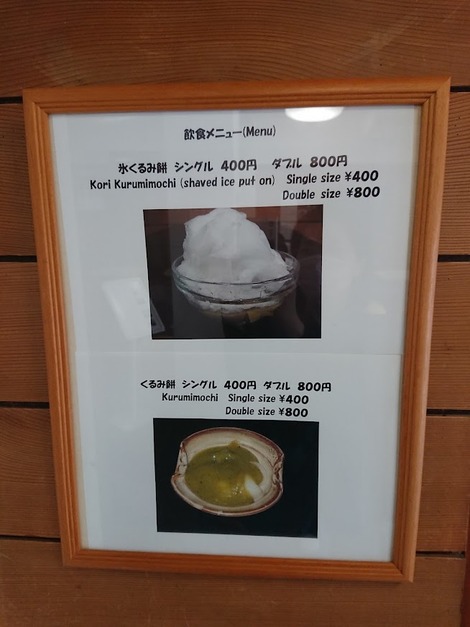 飲食メニュー(Menu)
氷くるみ餅 シングル 400円 ダブル 800円
Kori Kurumimochi (shaved ice put on) Single size ¥400
Double size ¥800
くるみ餅 シングル 400円 ダブル 800円
Kurumimochi Single size ¥400
Double size ¥800